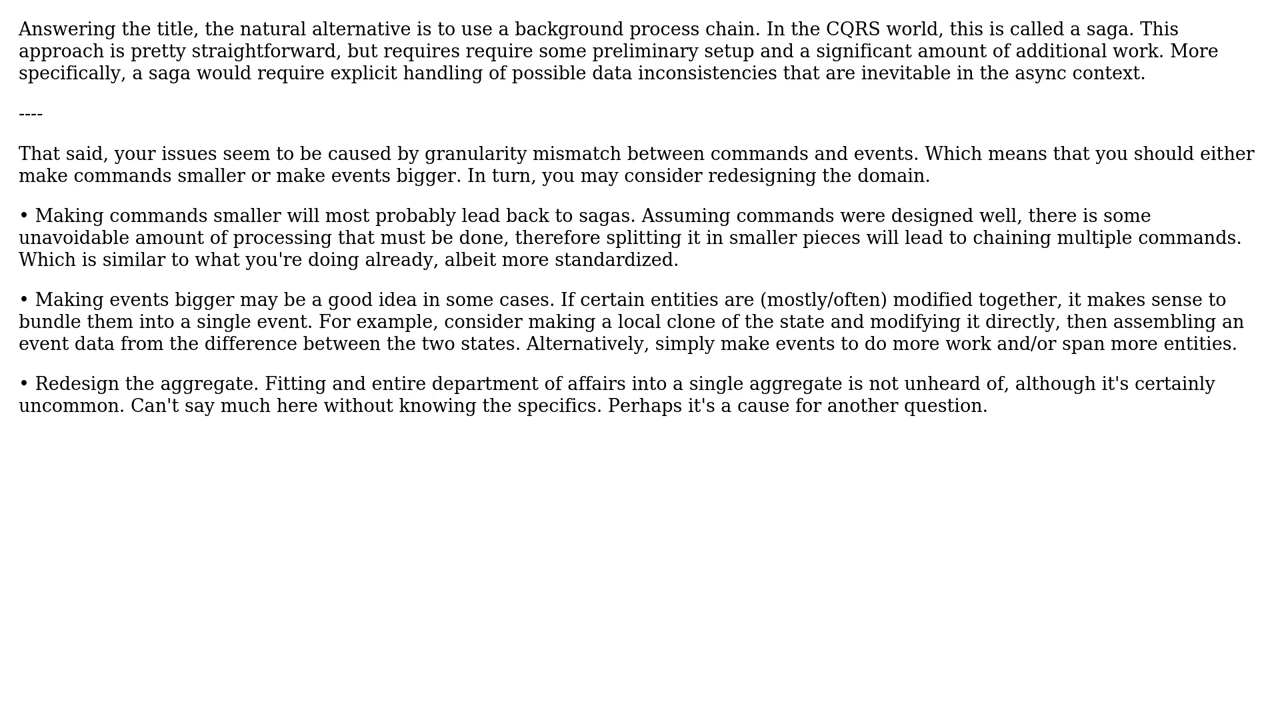 Answering the title, the natural alternative is to use a background process chain. In the CQRS world, this is called a saga. This
approach is pretty straightforward, but requires require some preliminary setup and a significant amount of additional work. More
specifically, a saga would require explicit handling of possible data inconsistencies that are inevitable in the async context.
----
That said, your issues seem to be caused by granularity mismatch between commands and events. Which means that you should either
make commands smaller or make events bigger. In turn, you may consider redesigning the domain.
• Making commands smaller will most probably lead back to sagas. Assuming commands were designed well, there is some
unavoidable amount of processing that must be done, therefore splitting it in smaller pieces will lead to chaining multiple commands.
Which is similar to what you're doing already, albeit more standardized.
• Making events bigger may be a good idea in some cases. If certain entities are (mostly/often) modified together, it makes sense to
bundle them into a single event. For example, consider making a local clone of the state and modifying it directly, then assembling an
event data from the difference between the two states. Alternatively, simply make events to do more work and/or span more entities.
• Redesign the aggregate. Fitting and entire department of affairs into a single aggregate is not unheard of, although it's certainly
uncommon. Can't say much here without knowing the specifics. Perhaps it's a cause for another question.